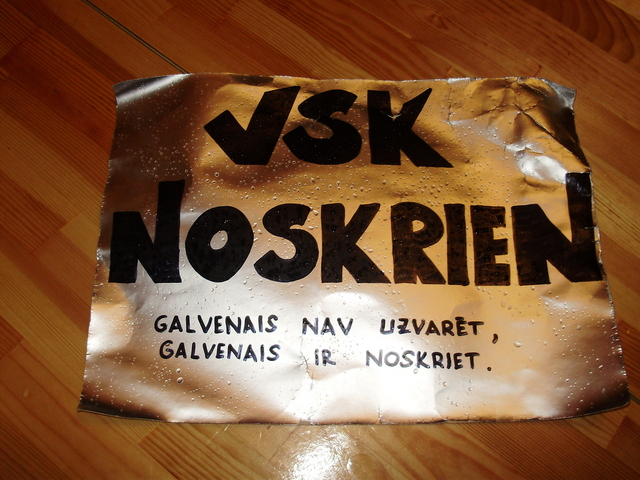 VSK
NOSKRIEN
GALVENAIS NAV UZVARĒT,
GALVENAIS IR NOSKRIET.